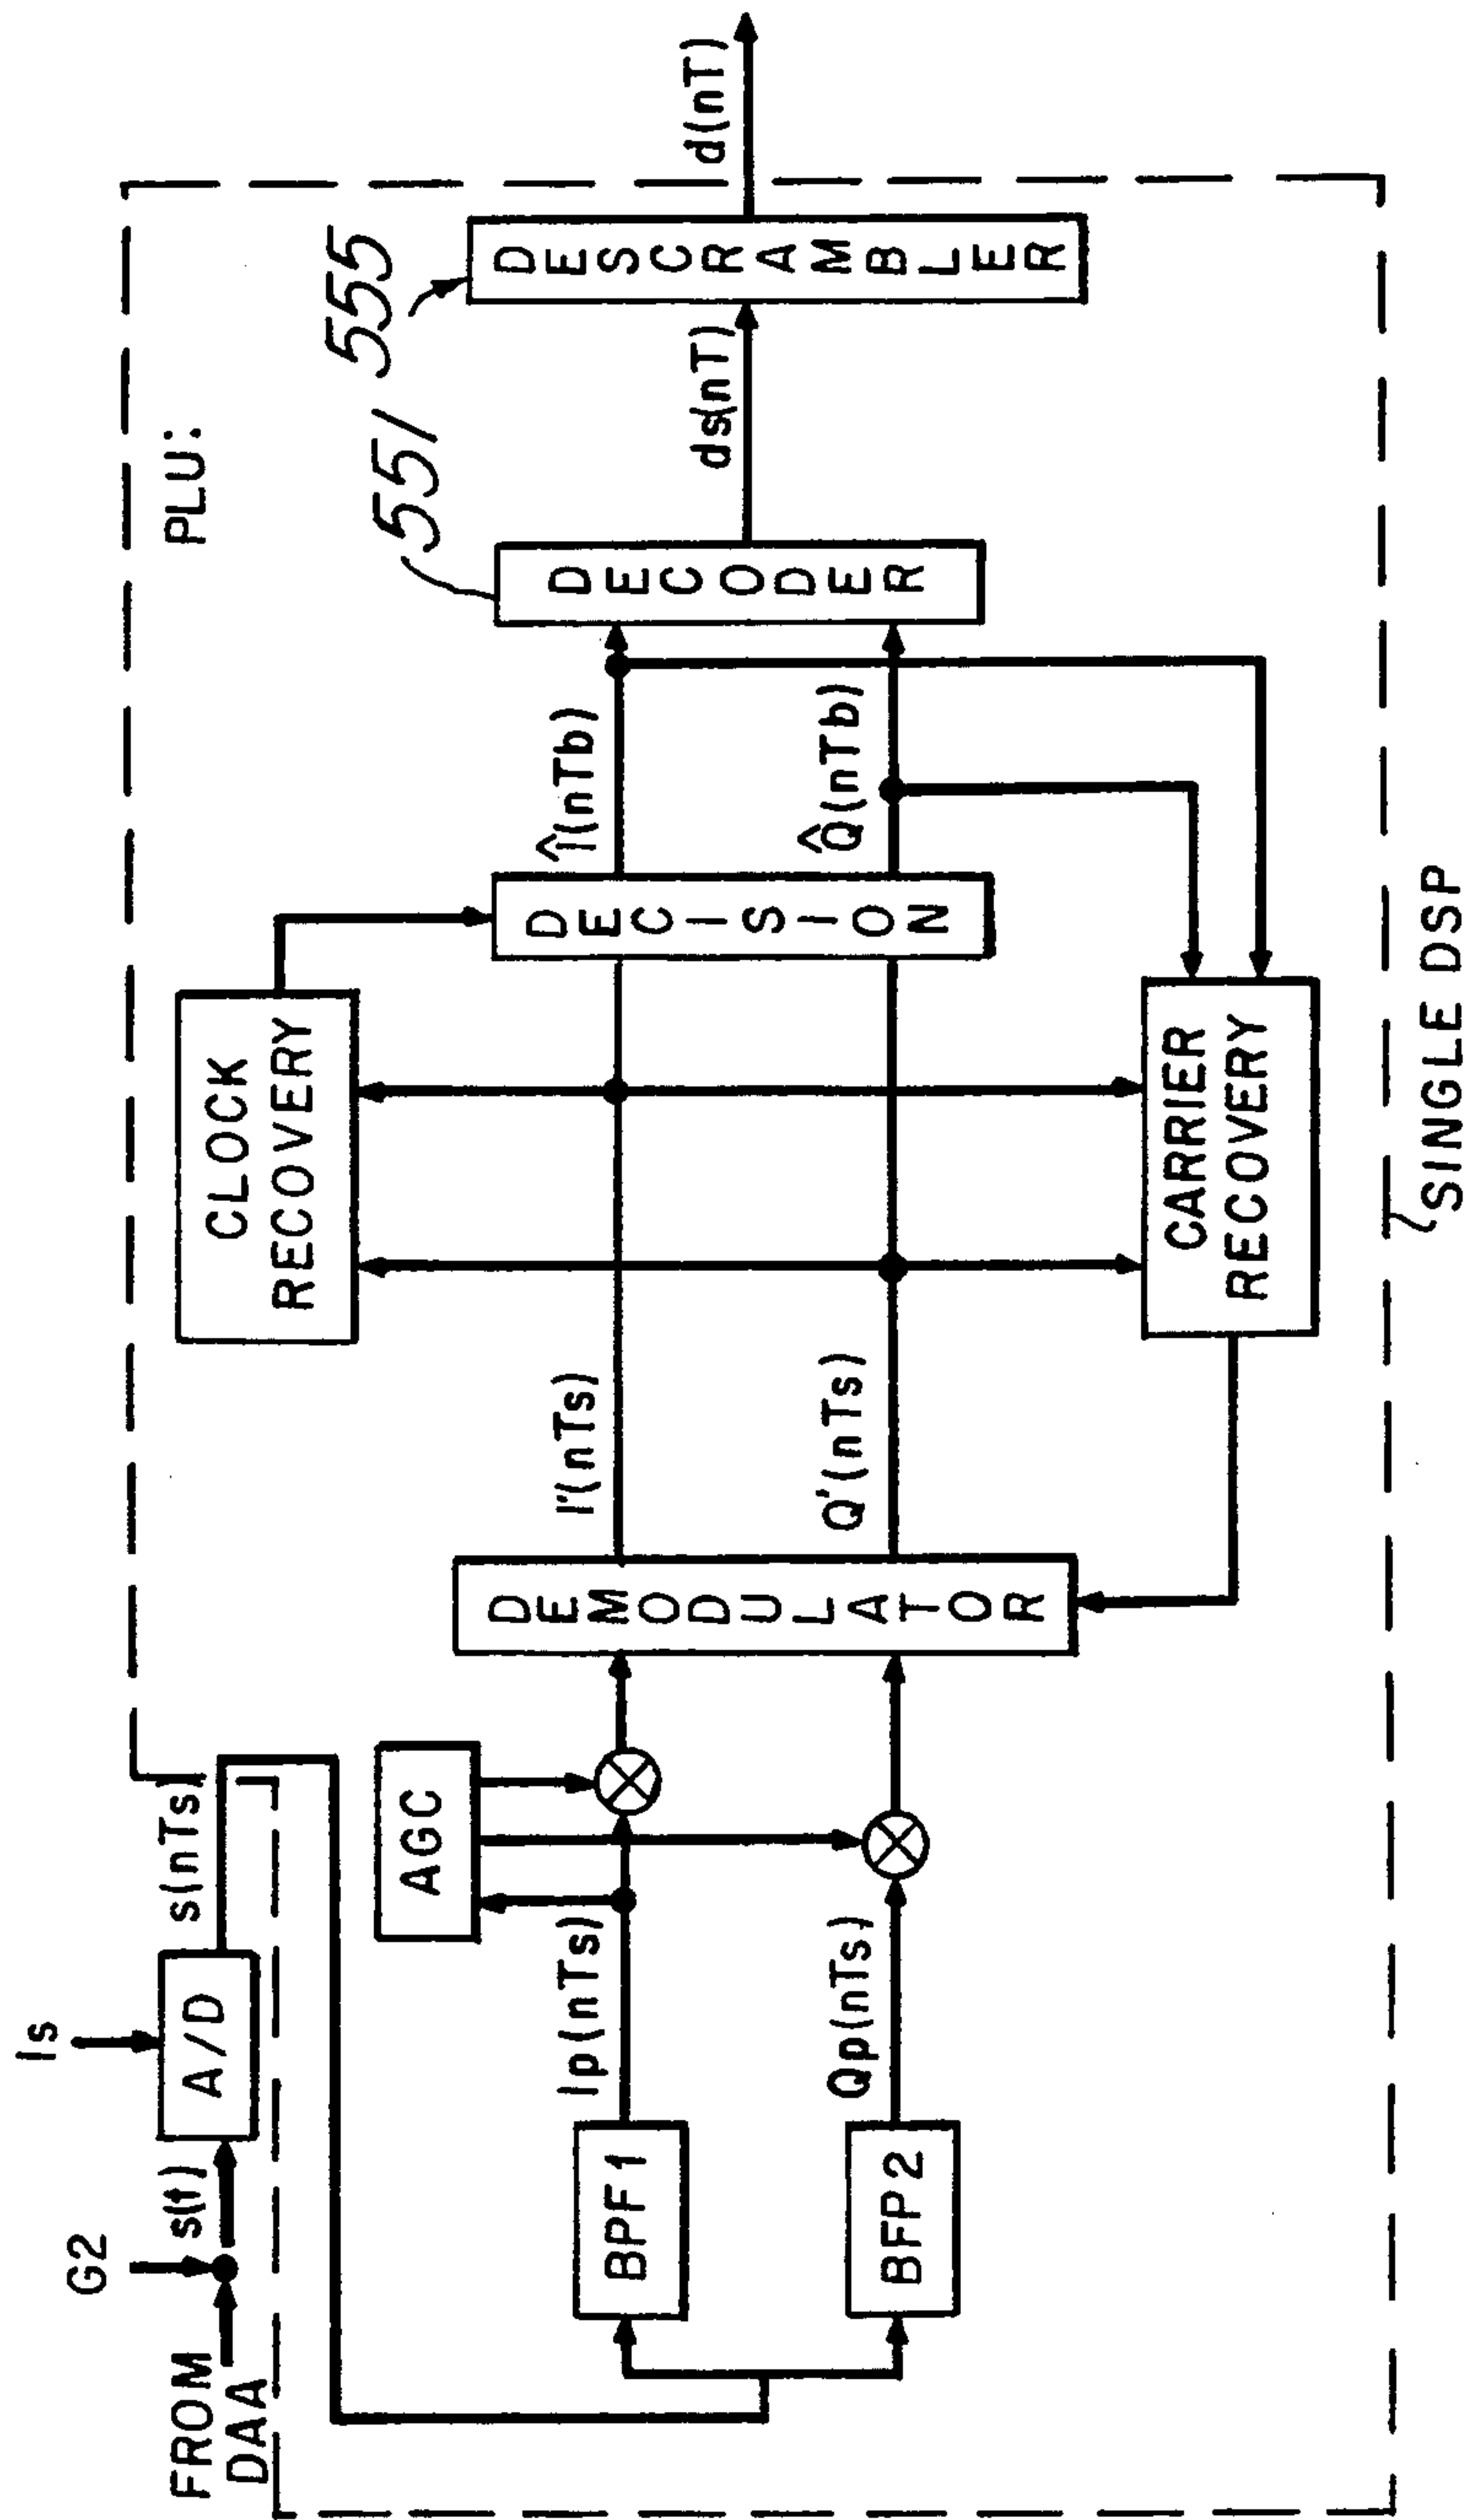 FROM
DAA
G2
s(t)
Is
A/D
s(nTs)
PLU:
BPF1
BFP2
Ip(nTs)
Qp(nTs)
AGC
DEMODULATOR
I'(nTs)
Q'(nTs)
CLOCK
RECOVERY
CARRIER
RECOVERY
DECISION
Î(nTb)
Q̂(nTb)
551
DECODER
ds(nT)
555
DESCRAMBLER
d(nT)
SINGLE DSP